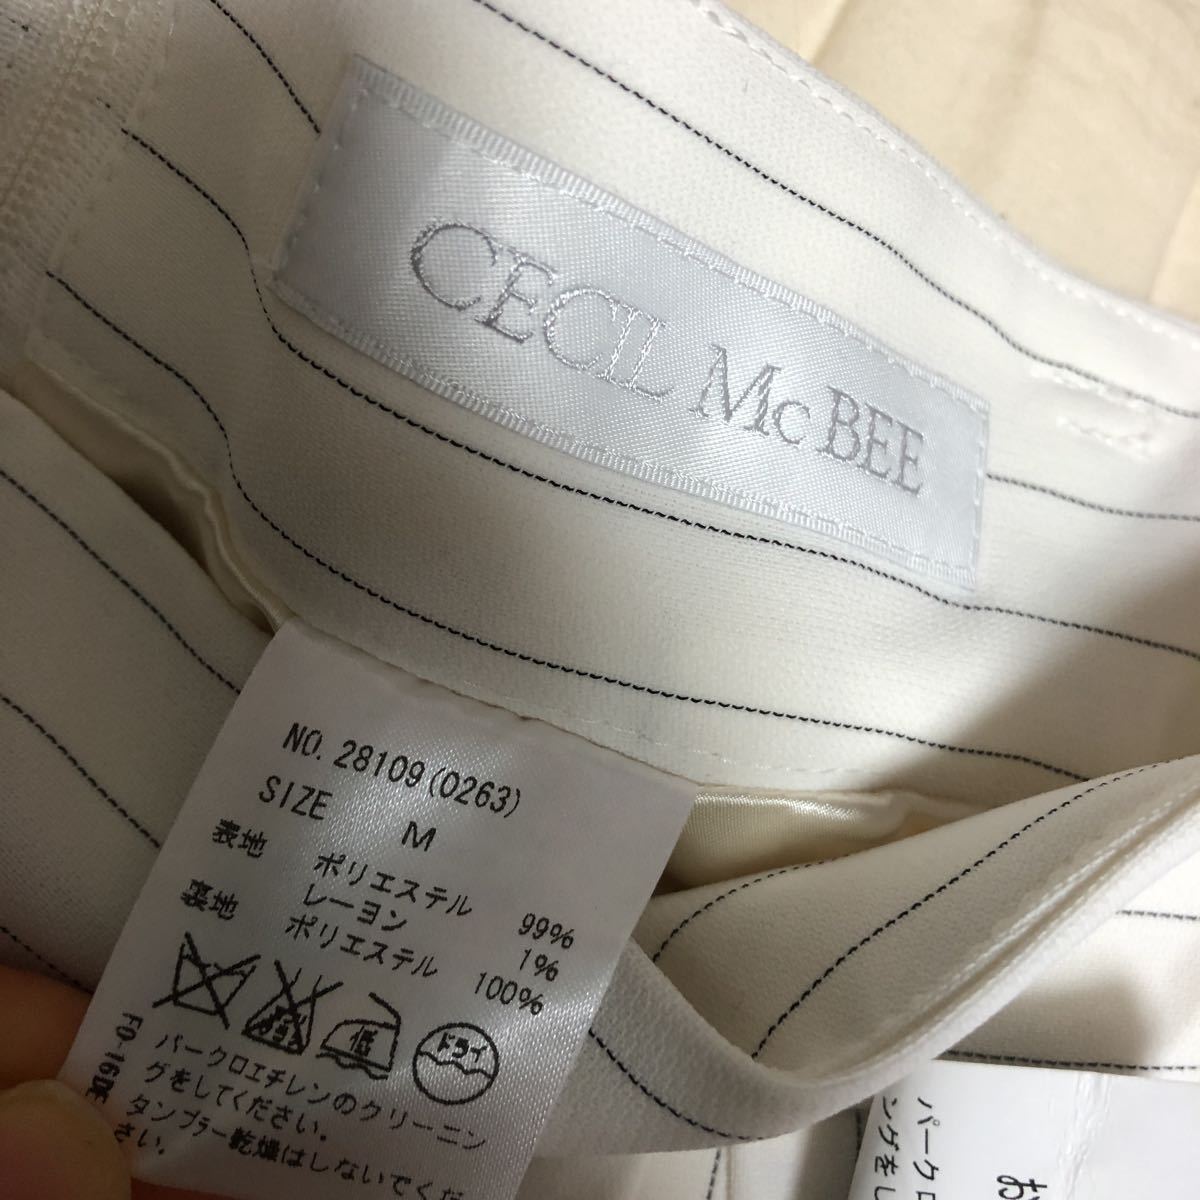 CECIL McBEE
NO. 28109(0263)
SIZE M
表地 ポリエステル 99%
レーヨン 1%
裏地 ポリエステル 100%
低
ドライ
パークロエチレンのクリーニン
グをしてください。
タンブラー乾燥はしないでくだ
さい。
FO-16DE
パークロ
ングをし
お